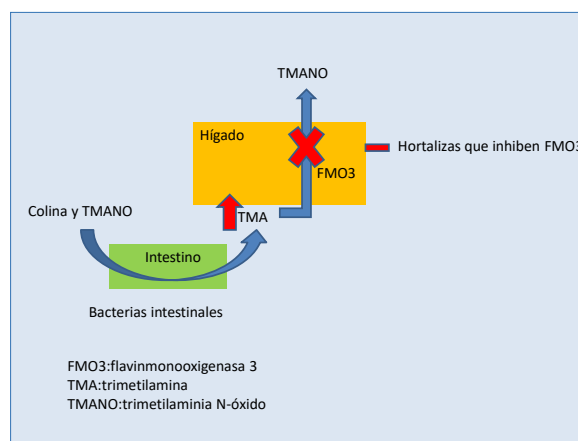 TMANO
Hígado
Hortalizas que inhiben FMO3
FMO3
Colina y TMANO
TMA
Intestino
Bacterias intestinales
FMO3:flavinmonooxigenasa 3
TMA:trimetilamina
TMANO:trimetilaminia N-óxido